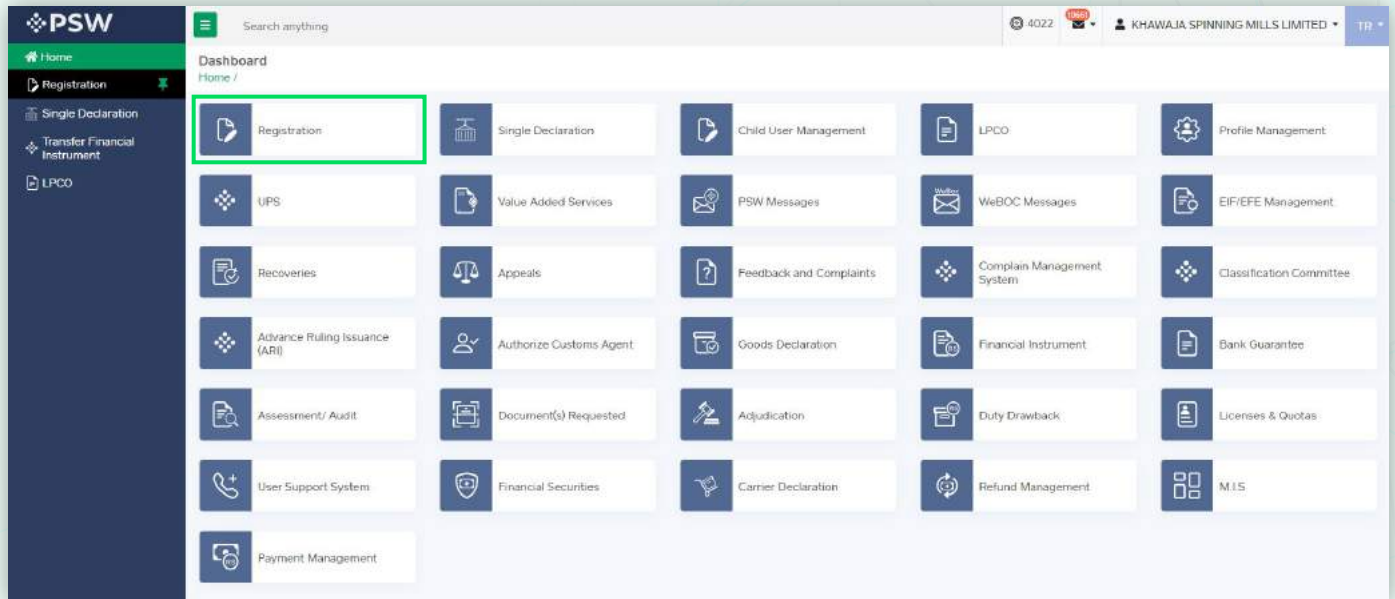 PSW
Search anything
4022
10661
KHAWAJA SPINNING MILLS LIMITED
TR
Home
Registration
Single Declaration
Transfer Financial
Instrument
LPCO
Dashboard
Home /
Registration
Single Declaration
Child User Management
LPCO
Profile Management
UPS
Value Added Services
PSW Messages
WeBOC Messages
EIF/EFE Management
Recoveries
Appeals
Feedback and Complaints
Complain Management
System
Classification Committee
Advance Ruling Issuance
(ARI)
Authorize Customs Agent
Goods Declaration
Financial Instrument
Bank Guarantee
Assessment/ Audit
Document(s) Requested
Adjudication
Duty Drawback
Licenses & Quotas
User Support System
Financial Securities
Carrier Declaration
Refund Management
M.I.S
Payment Management